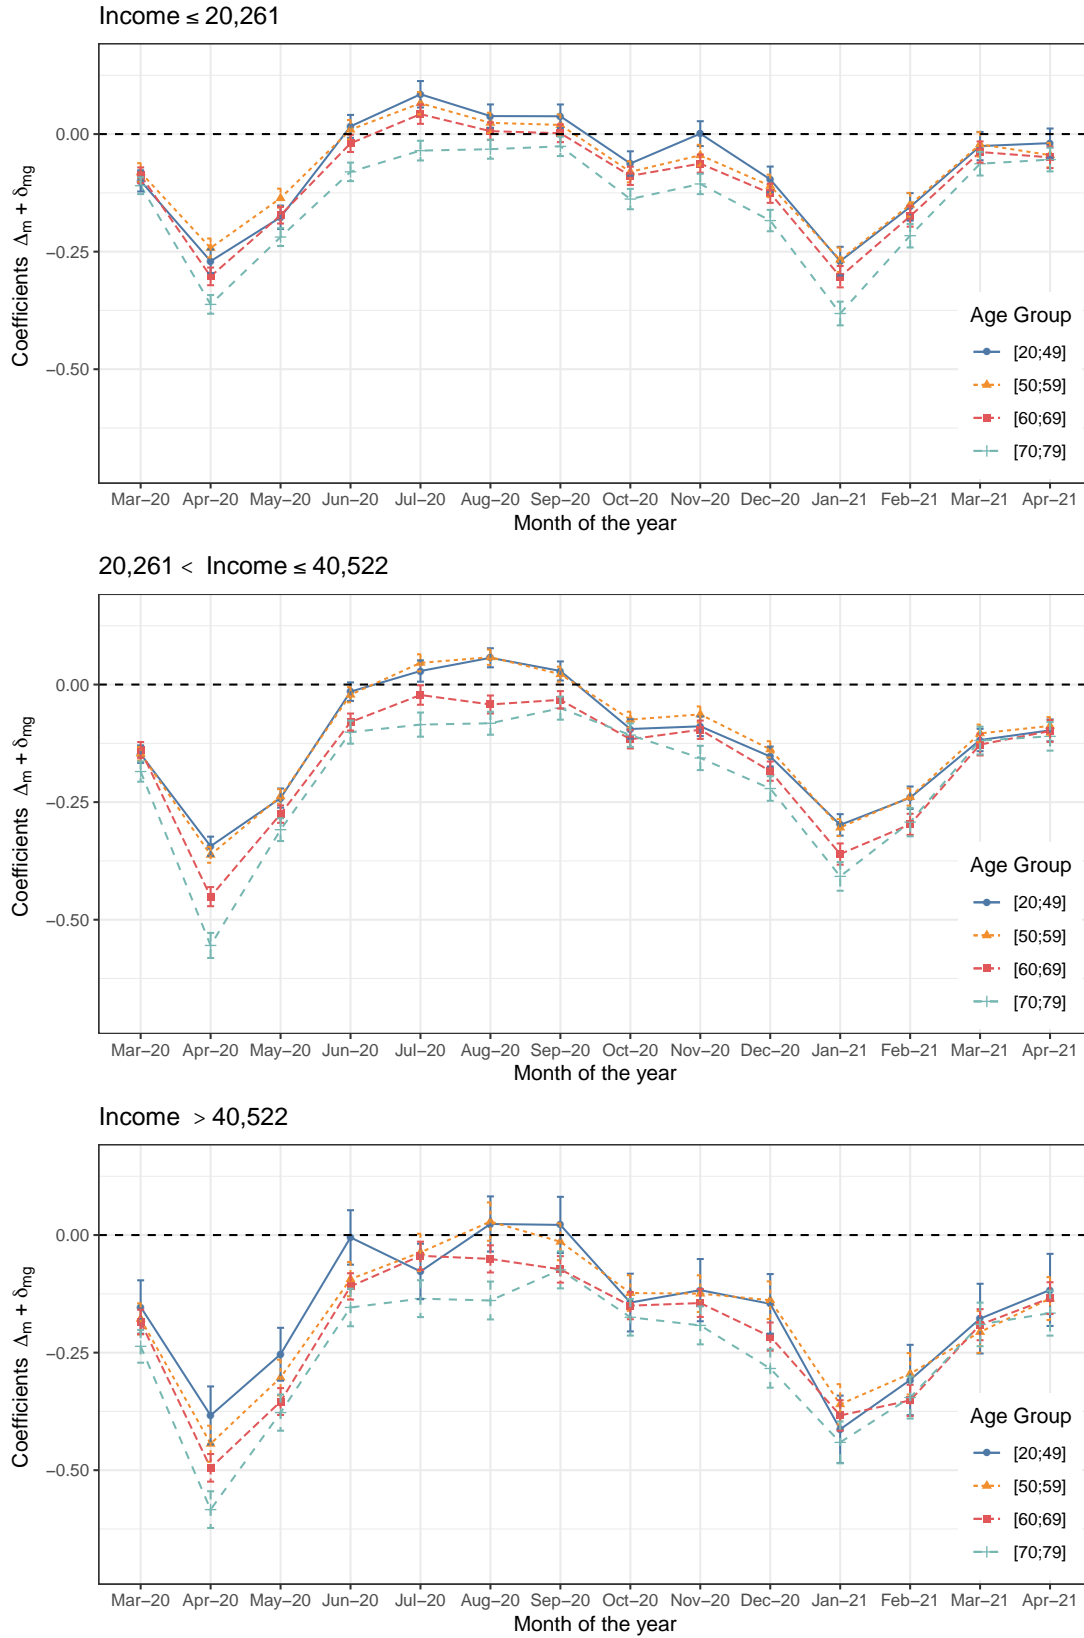 Income ≤ 20,261
0.00
−0.25
−0.50
Coefficients Δm + δmg
Age Group
[20;49]
[50;59]
[60;69]
[70;79]
Mar−20 Apr−20 May−20 Jun−20 Jul−20 Aug−20 Sep−20 Oct−20 Nov−20 Dec−20 Jan−21 Feb−21 Mar−21 Apr−21
Month of the year
20,261 < Income ≤ 40,522
0.00
−0.25
−0.50
Coefficients Δm + δmg
Age Group
[20;49]
[50;59]
[60;69]
[70;79]
Mar−20 Apr−20 May−20 Jun−20 Jul−20 Aug−20 Sep−20 Oct−20 Nov−20 Dec−20 Jan−21 Feb−21 Mar−21 Apr−21
Month of the year
Income > 40,522
0.00
−0.25
−0.50
Coefficients Δm + δmg
Age Group
[20;49]
[50;59]
[60;69]
[70;79]
Mar−20 Apr−20 May−20 Jun−20 Jul−20 Aug−20 Sep−20 Oct−20 Nov−20 Dec−20 Jan−21 Feb−21 Mar−21 Apr−21
Month of the year